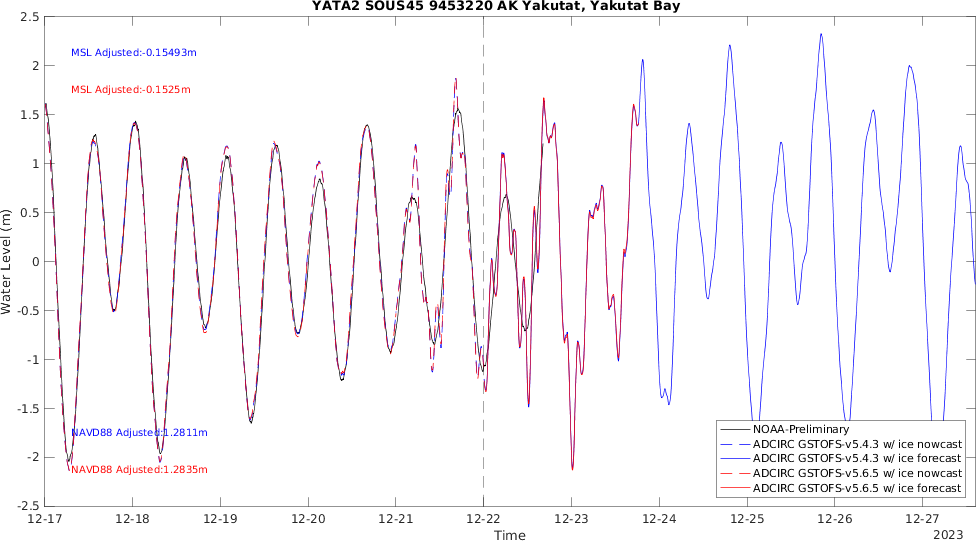 YATA2 SOUS45 9453220 AK Yakutat, Yakutat Bay
2.5
2
1.5
1
0.5
0
-0.5
-1
-1.5
-2
-2.5
Water Level (m)
MSL Adjusted:-0.15493m
MSL Adjusted:-0.1525m
NAVD88 Adjusted:1.2811m
NAVD88 Adjusted:1.2835m
NOAA-Preliminary
ADCIRC GSTOFS-v5.4.3 w/ ice nowcast
ADCIRC GSTOFS-v5.4.3 w/ ice forecast
ADCIRC GSTOFS-v5.6.5 w/ ice nowcast
ADCIRC GSTOFS-v5.6.5 w/ ice forecast
12-17 12-18 12-19 12-20 12-21 12-22 12-23 12-24 12-25 12-26 12-27
Time
2023